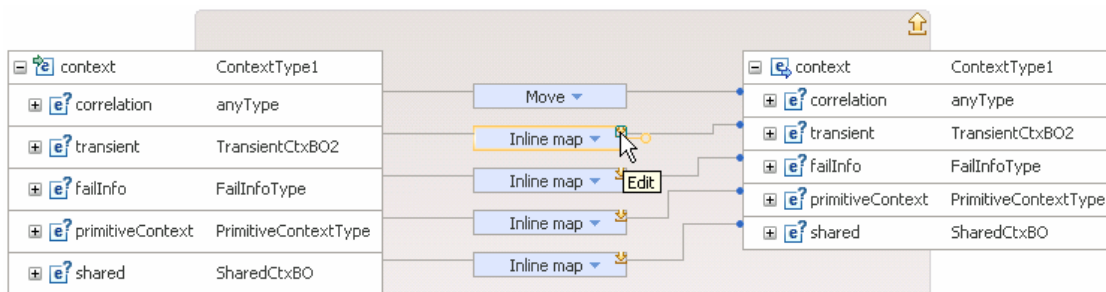 context ContextType1
correlation anyType
transient TransientCtxBO2
failInfo FailInfoType
primitiveContext PrimitiveContextType
shared SharedCtxBO
Move
Inline map
Inline map
Edit
Inline map
Inline map
context ContextType1
correlation anyType
transient TransientCtxBO2
failInfo FailInfoType
primitiveContext PrimitiveContextType
shared SharedCtxBO